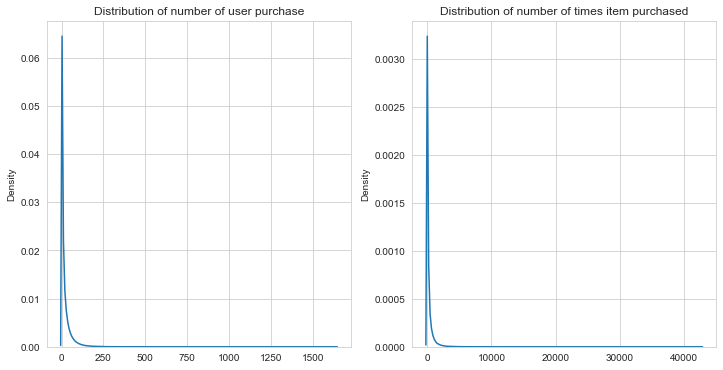 Distribution of number of user purchase
Density
0.06
0.05
0.04
0.03
0.02
0.01
0.00
0 250 500 750 1000 1250 1500
Distribution of number of times item purchased
Density
0.0030
0.0025
0.0020
0.0015
0.0010
0.0005
0.0000
0 10000 20000 30000 40000